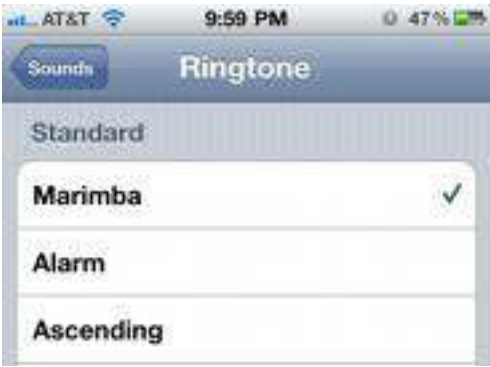 AT&T 9:59 PM 47%
Sounds Ringtone
Standard
Marimba
Alarm
Ascending